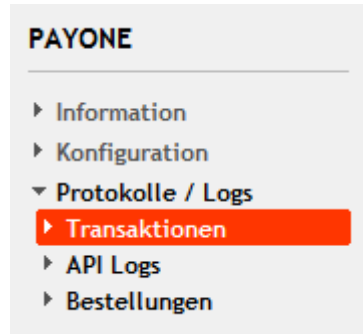 PAYONE
Information
Konfiguration
Protokolle / Logs
Transaktionen
API Logs
Bestellungen